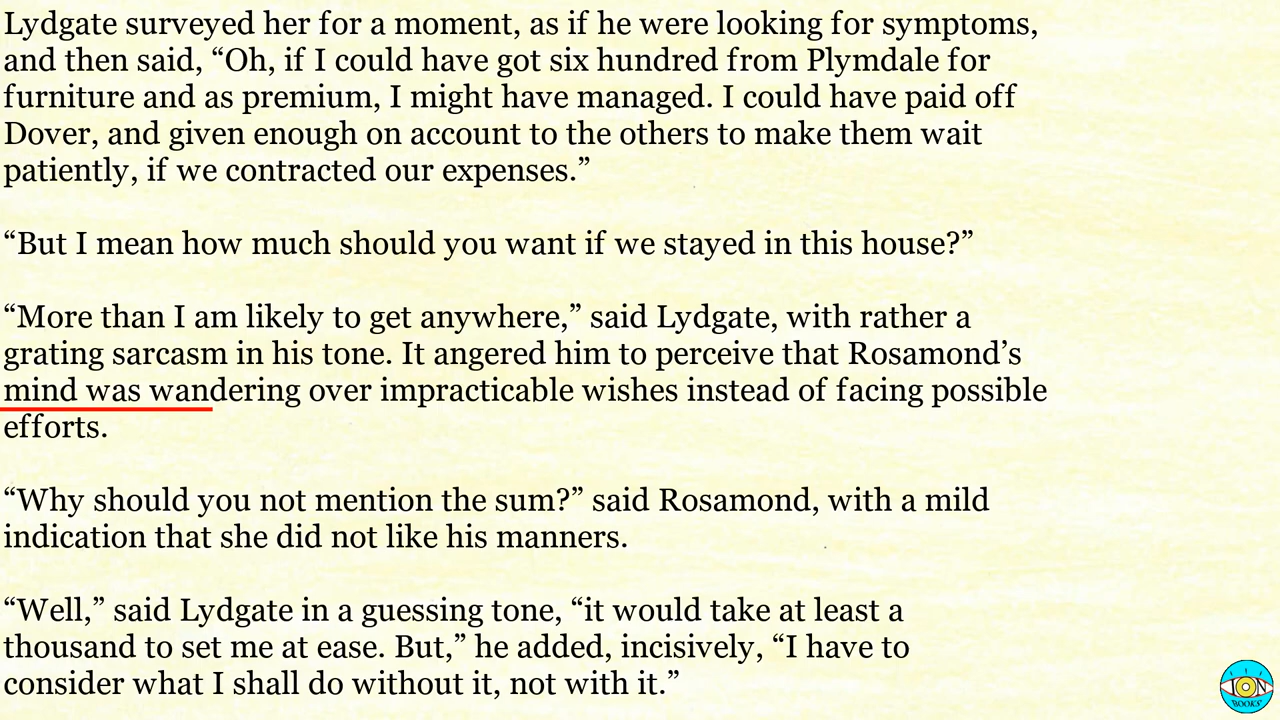 Lydgate surveyed her for a moment, as if he were looking for symptoms,
and then said, “Oh, if I could have got six hundred from Plymdale for
furniture and as premium, I might have managed. I could have paid off
Dover, and given enough on account to the others to make them wait
patiently, if we contracted our expenses.”
“But I mean how much should you want if we stayed in this house?”
“More than I am likely to get anywhere,” said Lydgate, with rather a
grating sarcasm in his tone. It angered him to perceive that Rosamond’s
mind was wandering over impracticable wishes instead of facing possible
efforts.
“Why should you not mention the sum?” said Rosamond, with a mild
indication that she did not like his manners.
“Well,” said Lydgate in a guessing tone, “it would take at least a
thousand to set me at ease. But,” he added, incisively, “I have to
consider what I shall do without it, not with it.”
ION
BOOKS